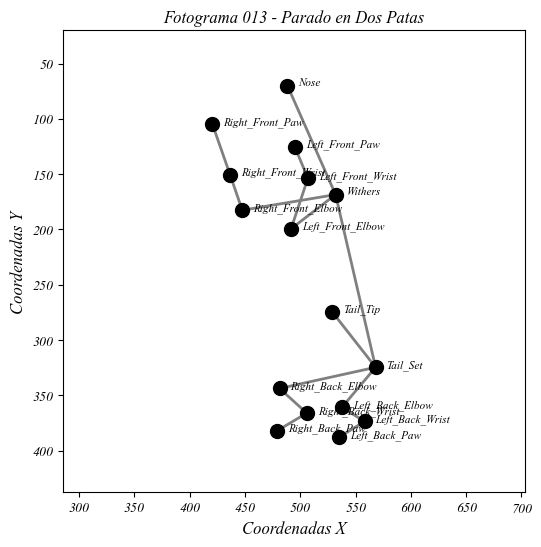 Fotograma 013 - Parado en Dos Patas
Coordenadas Y
50
100
150
200
250
300
350
400
Nose
Right_Front_Paw
Left_Front_Paw
Right_Front_Wrist
Left_Front_Wrist
Withers
Right_Front_Elbow
Left_Front_Elbow
Tail_Tip
Tail_Set
Right_Back_Elbow
Left_Back_Elbow
Right_Back_Wrist
Left_Back_Wrist
Right_Back_Paw
Left_Back_Paw
300 350 400 450 500 550 600 650 700
Coordenadas X